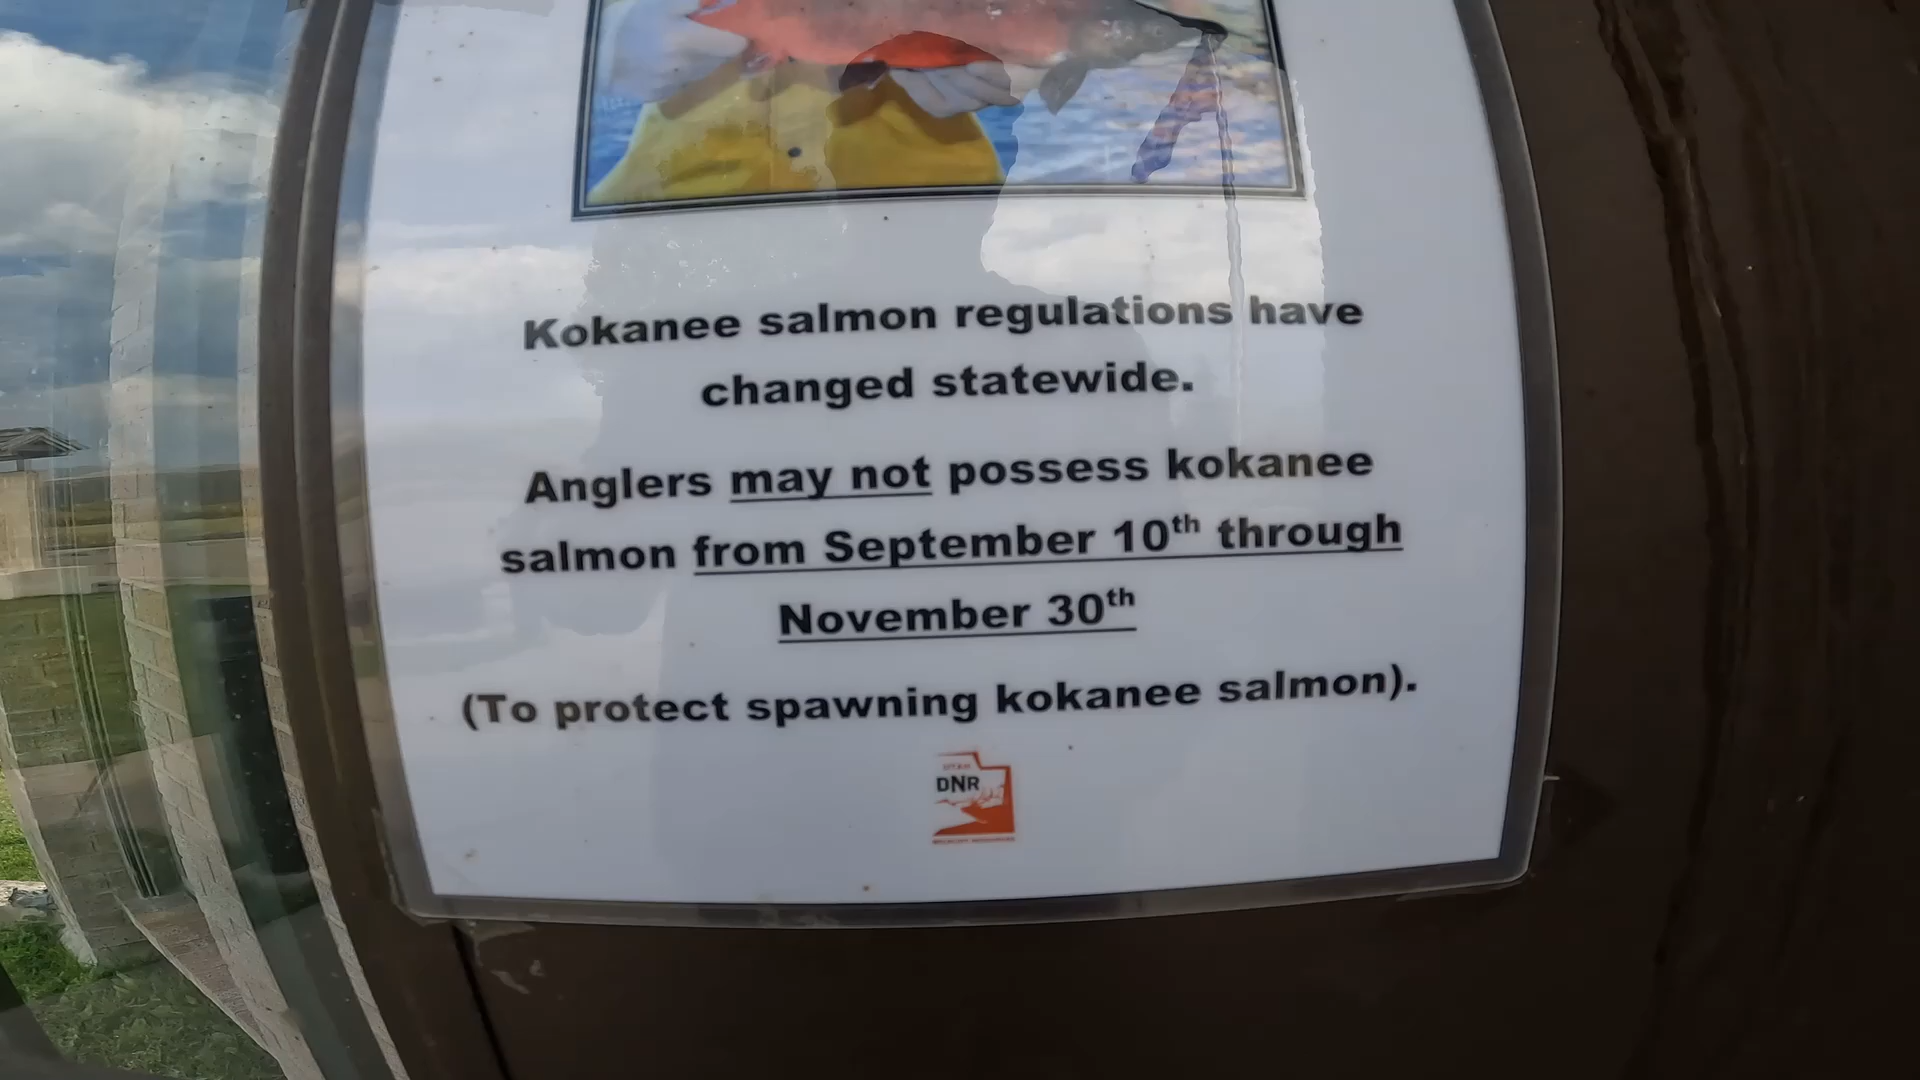 Kokanee salmon regulations have
changed statewide.
Anglers may not possess kokanee
salmon from September 10th through
November 30th
(To protect spawning kokanee salmon).
UTAH
DNR